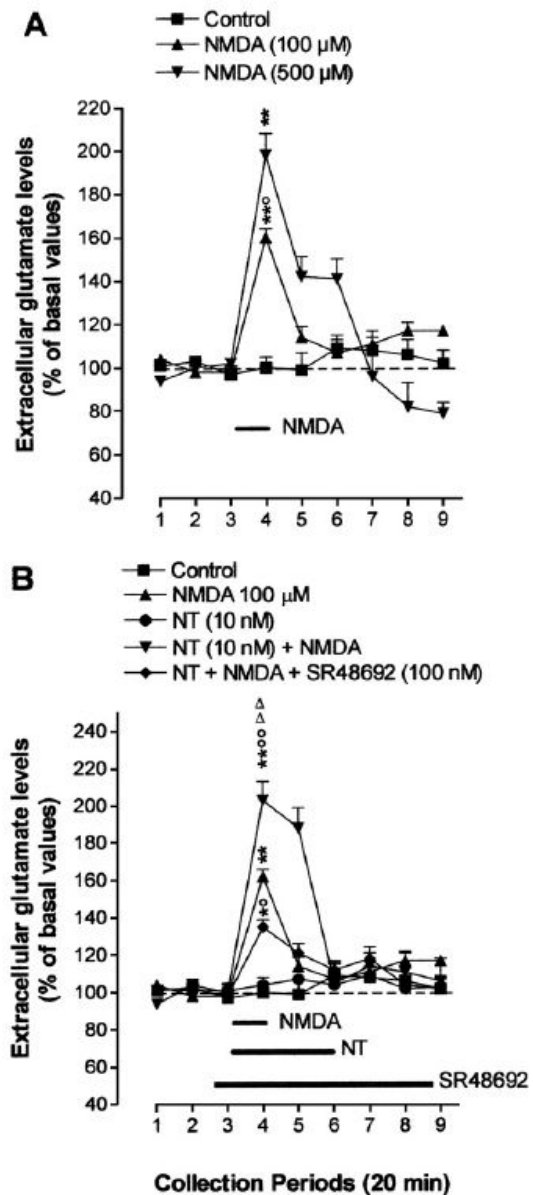 A
Control
NMDA (100 µM)
NMDA (500 µM)
Extracellular glutamate levels
(% of basal values)
220
200
180
160
140
120
100
80
60
40
**
°**
NMDA
1 2 3 4 5 6 7 8 9
B
Control
NMDA 100 µM
NT (10 nM)
NT (10 nM) + NMDA
NT + NMDA + SR48692 (100 nM)
Extracellular glutamate levels
(% of basal values)
240
220
200
180
160
140
120
100
80
60
40
ΔΔ°°**
**
°*
NMDA
NT
SR48692
1 2 3 4 5 6 7 8 9
Collection Periods (20 min)